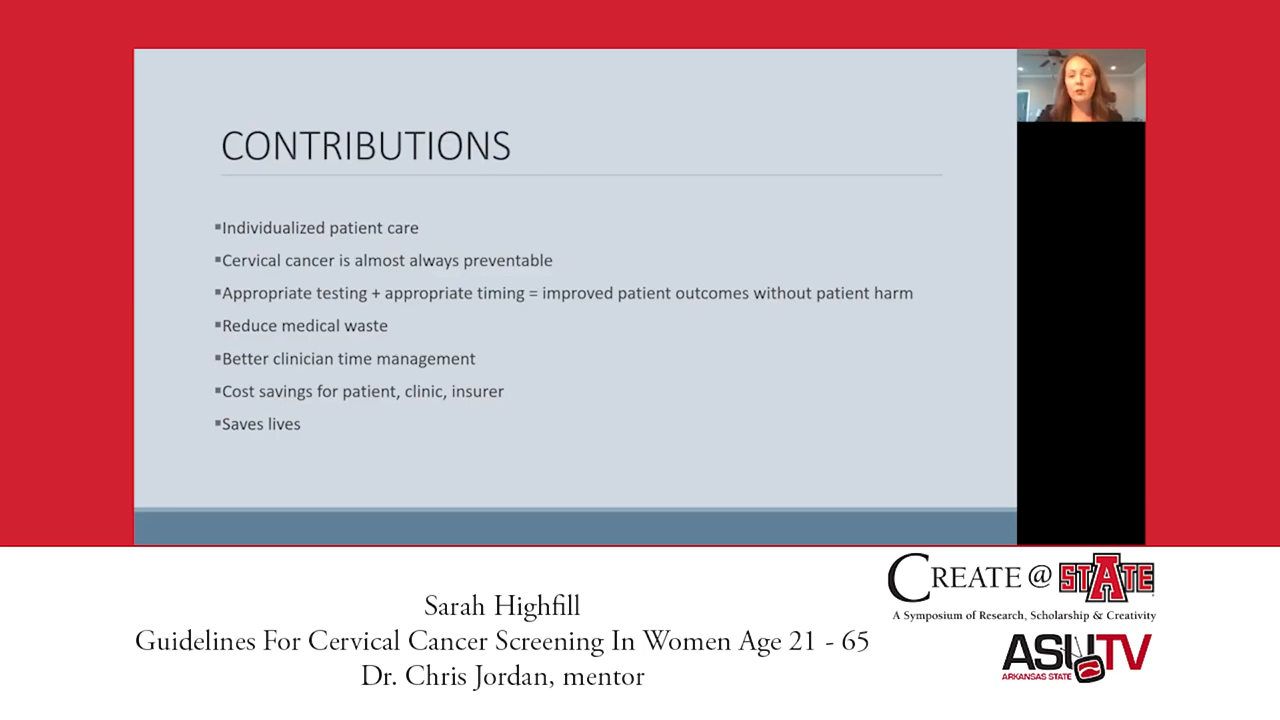 CONTRIBUTIONS
▪Individualized patient care
▪Cervical cancer is almost always preventable
▪Appropriate testing + appropriate timing = improved patient outcomes without patient harm
▪Reduce medical waste
▪Better clinician time management
▪Cost savings for patient, clinic, insurer
▪Saves lives
CREATE @ STATE
A Symposium of Research, Scholarship & Creativity
Sarah Highfill
Guidelines For Cervical Cancer Screening In Women Age 21 - 65
Dr. Chris Jordan, mentor
ASU TV
ARKANSAS STATE